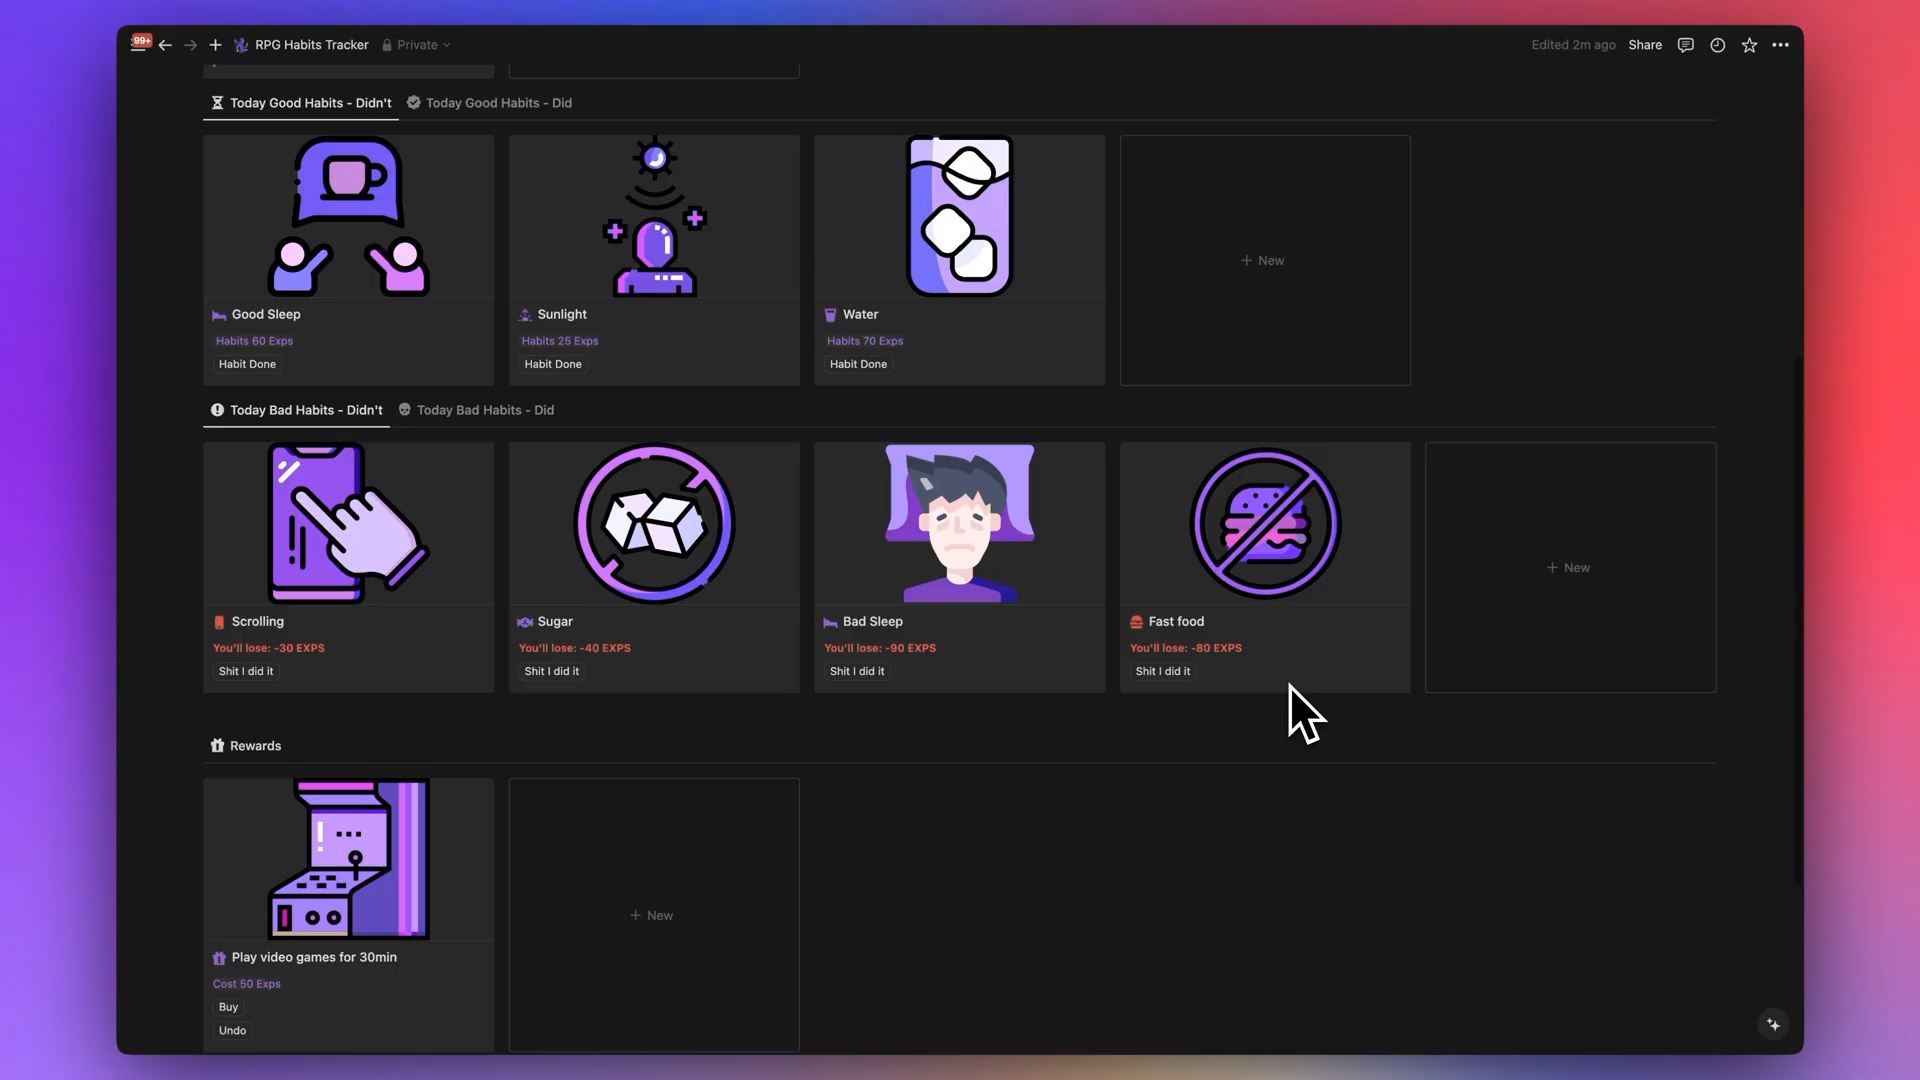 99+
RPG Habits Tracker
Private
Edited 2m ago
Share
Today Good Habits - Didn't
Today Good Habits - Did
Good Sleep
Habits 60 Exps
Habit Done
Sunlight
Habits 25 Exps
Habit Done
Water
Habits 70 Exps
Habit Done
+ New
Today Bad Habits - Didn't
Today Bad Habits - Did
Scrolling
You'll lose: -30 EXPS
Shit I did it
Sugar
You'll lose: -40 EXPS
Shit I did it
Bad Sleep
You'll lose: -90 EXPS
Shit I did it
Fast food
You'll lose: -80 EXPS
Shit I did it
+ New
Rewards
Play video games for 30min
Cost 50 Exps
Buy
Undo
+ New